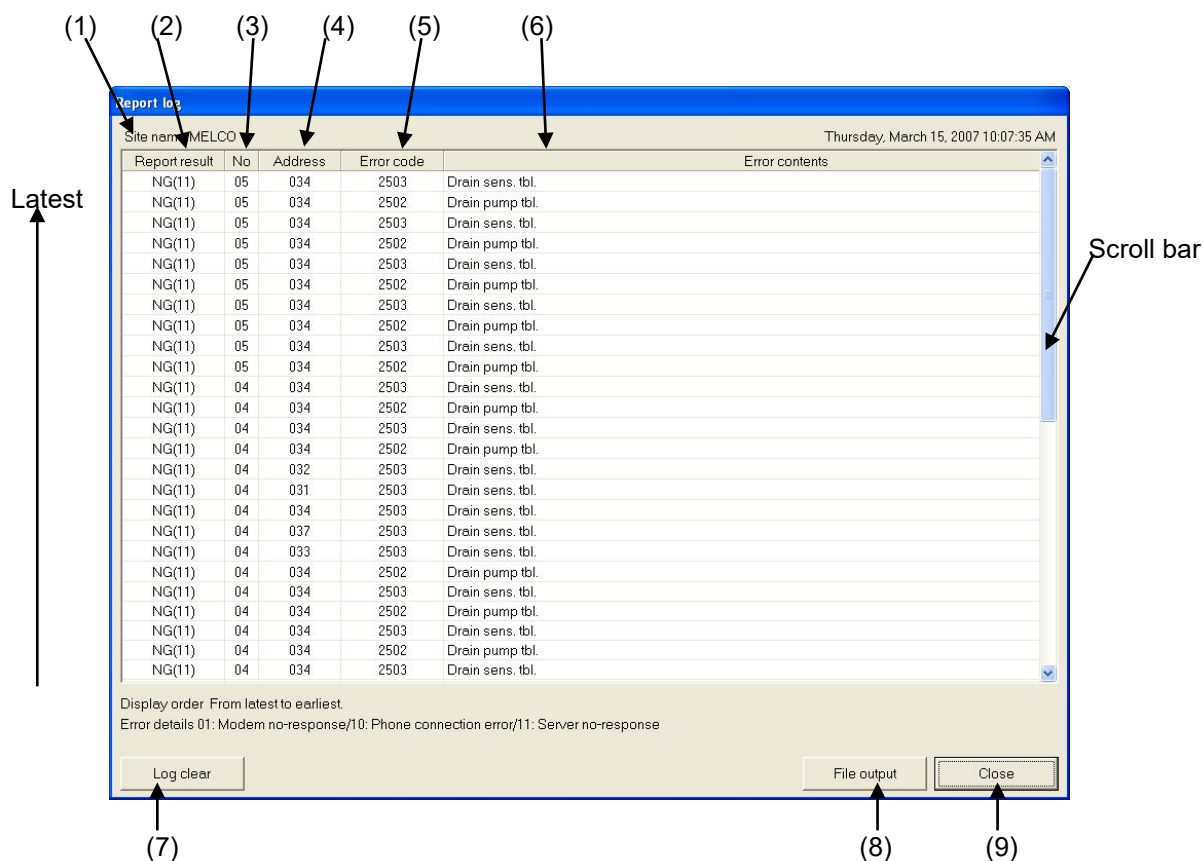 (1) (2) (3) (4) (5) (6)
Report log
Site name MELCO Thursday, March 15, 2007 10:07:35 AM
Report result No Address Error code Error contents
NG(11) 05 034 2503 Drain sens. tbl.
Latest
NG(11) 05 034 2502 Drain pump tbl.
NG(11) 05 034 2503 Drain sens. tbl.
NG(11) 05 034 2502 Drain pump tbl.
Scroll bar
NG(11) 05 034 2503 Drain sens. tbl.
NG(11) 05 034 2502 Drain pump tbl.
NG(11) 05 034 2503 Drain sens. tbl.
NG(11) 05 034 2502 Drain pump tbl.
NG(11) 05 034 2503 Drain sens. tbl.
NG(11) 05 034 2502 Drain pump tbl.
NG(11) 04 034 2503 Drain sens. tbl.
NG(11) 04 034 2502 Drain pump tbl.
NG(11) 04 034 2503 Drain sens. tbl.
NG(11) 04 034 2502 Drain pump tbl.
NG(11) 04 032 2503 Drain sens. tbl.
NG(11) 04 031 2503 Drain sens. tbl.
NG(11) 04 034 2503 Drain sens. tbl.
NG(11) 04 037 2503 Drain sens. tbl.
NG(11) 04 033 2503 Drain sens. tbl.
NG(11) 04 034 2502 Drain pump tbl.
NG(11) 04 034 2503 Drain sens. tbl.
NG(11) 04 034 2502 Drain pump tbl.
NG(11) 04 034 2503 Drain sens. tbl.
NG(11) 04 034 2502 Drain pump tbl.
NG(11) 04 034 2503 Drain sens. tbl.
Display order From latest to earliest.
Error details 01: Modem no-response/10: Phone connection error/11: Server no-response
Log clear File output Close
(7) (8) (9)